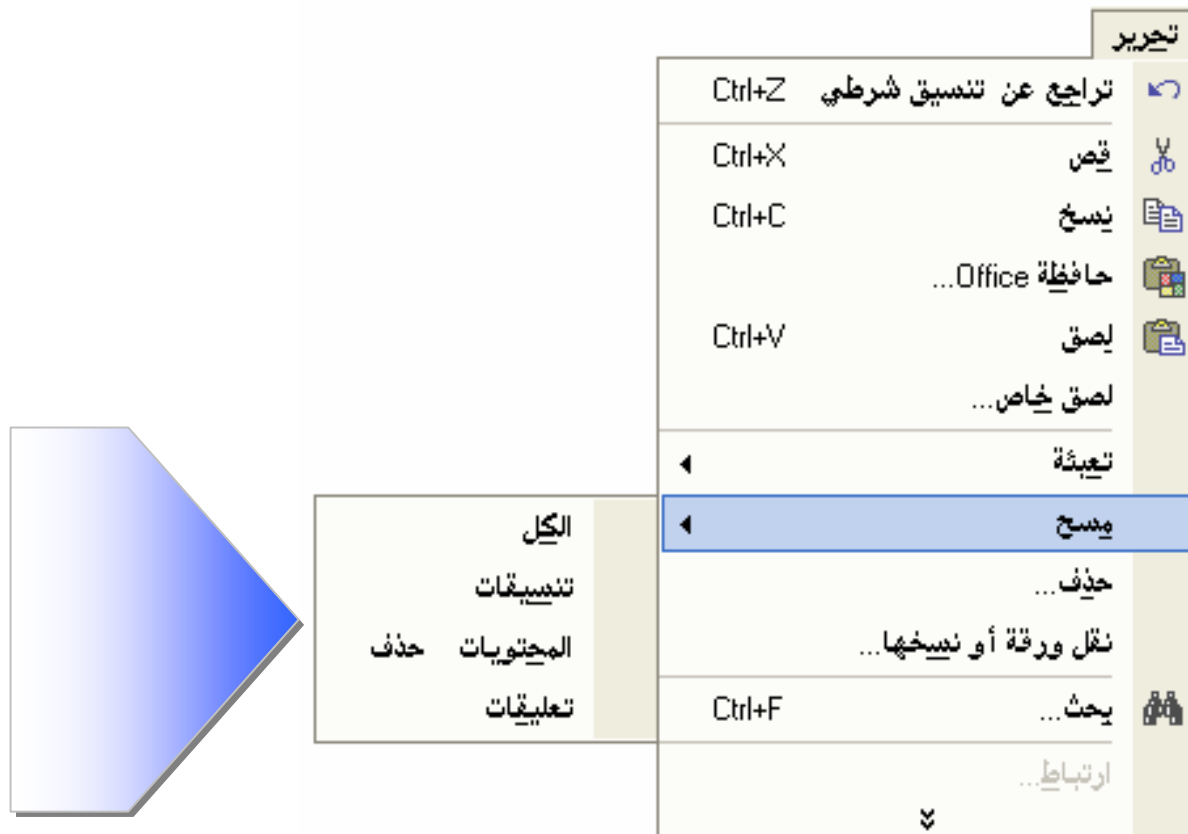 تحرير
تراجع عن تنسيق شرطي Ctrl+Z
قص Ctrl+X
نسخ Ctrl+C
حافظة Office...
لصق Ctrl+V
لصق خاص...
تعبئة
مسح
الكل
تنسيقات
المحتويات حذف
تعليقات
حذف...
نقل ورقة أو نسخها...
بحث... Ctrl+F
ارتباط...